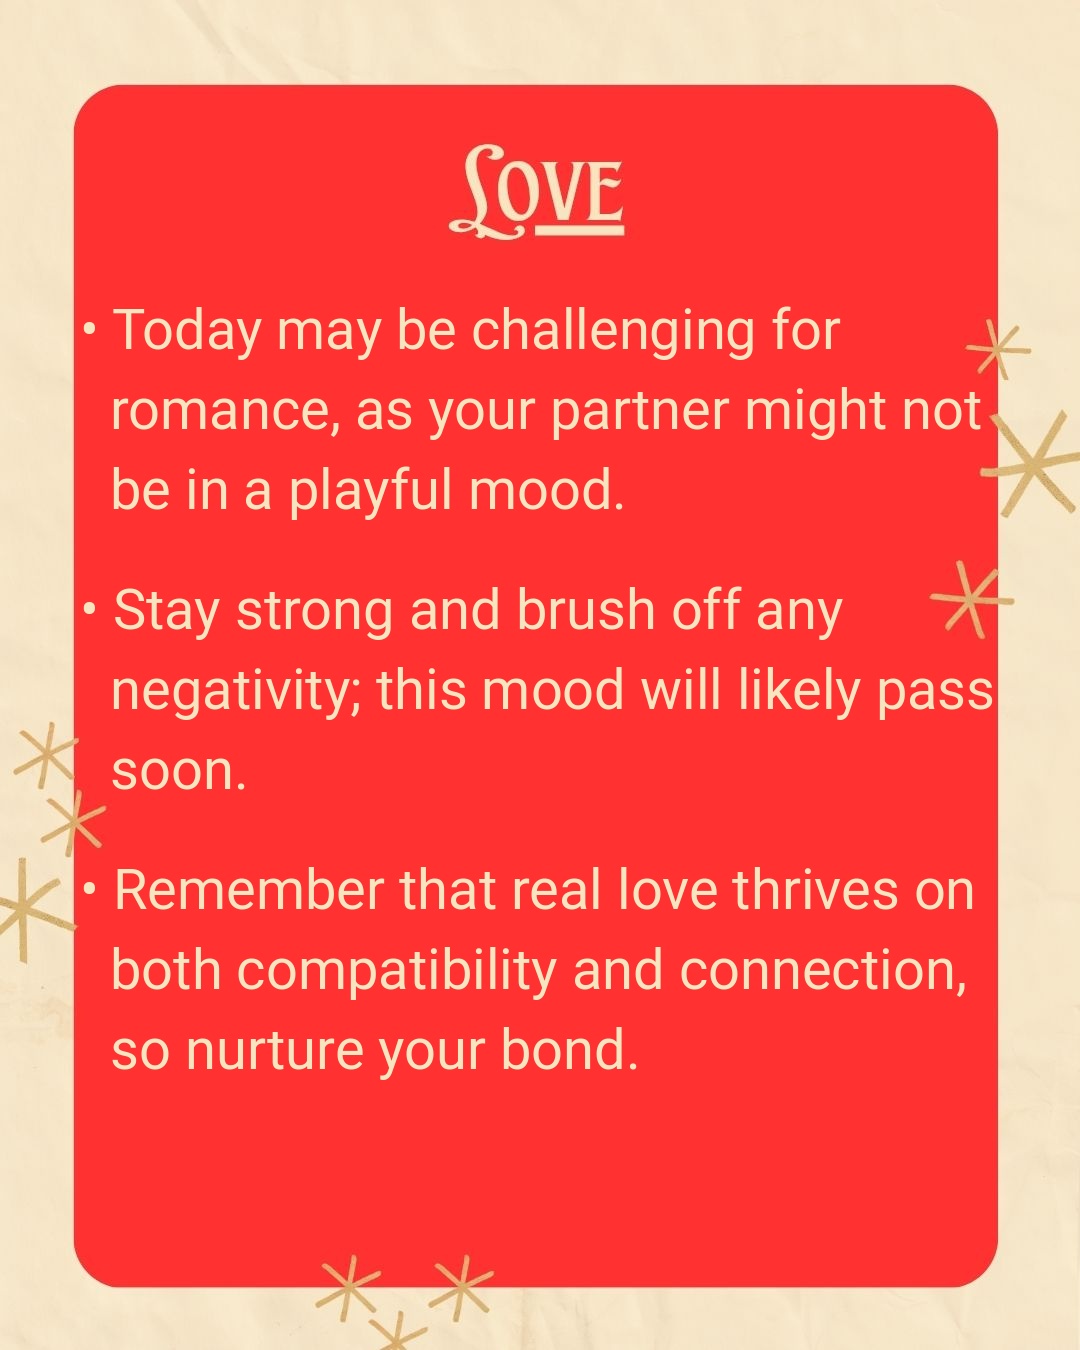 Love
• Today may be challenging for
romance, as your partner might not
be in a playful mood.
• Stay strong and brush off any
negativity; this mood will likely pass
soon.
• Remember that real love thrives on
both compatibility and connection,
so nurture your bond.